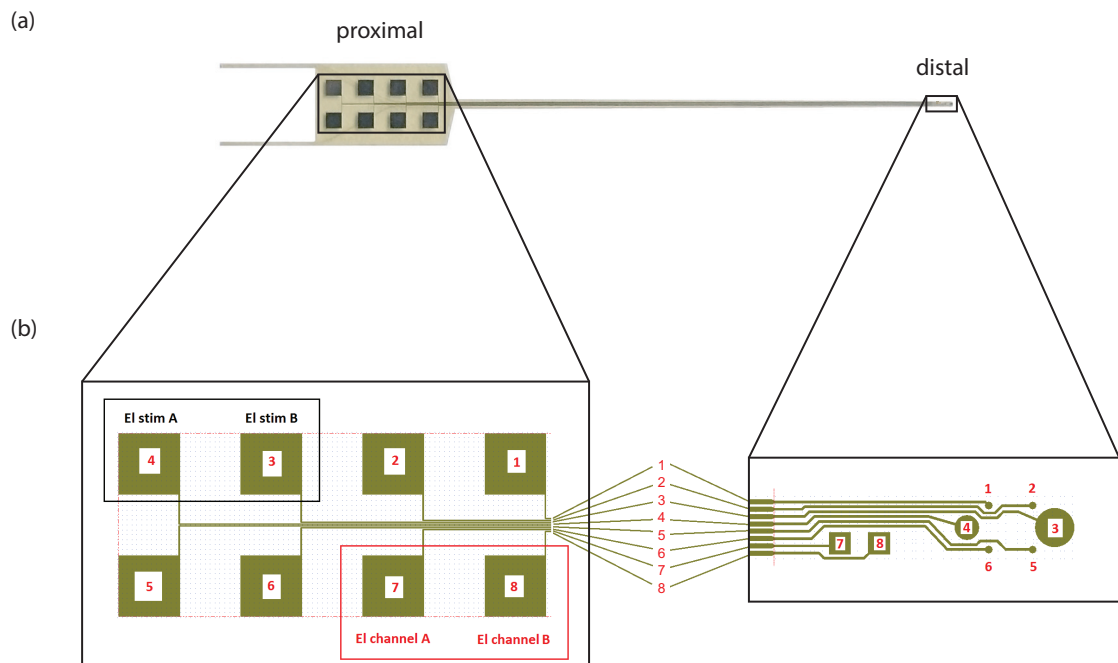 (a)
proximal
distal
(b)
El stim A El stim B
4 3 2 1
5 6 7 8
El channel A El channel B
1
2
3
4
5
6
7
8
1 2
4 3
7 8
6 5